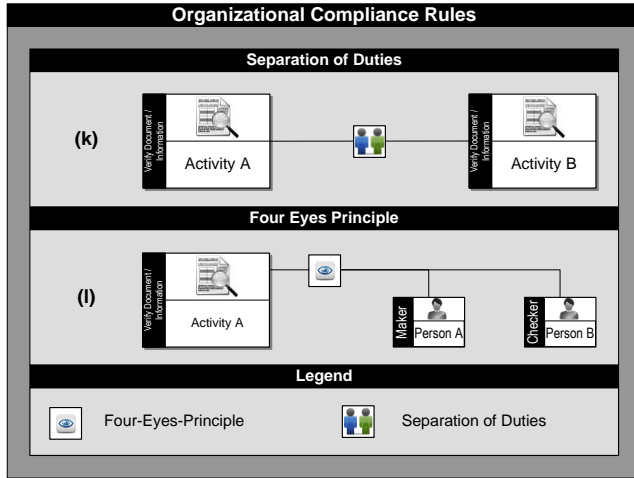 Organizational Compliance Rules
Separation of Duties
(k)
Verify Document /
Information
Activity A
Verify Document /
Information
Activity B
Four Eyes Principle
(l)
Verify Document /
Information
Activity A
Maker
Person A
Checker
Person B
Legend
Four-Eyes-Principle
Separation of Duties